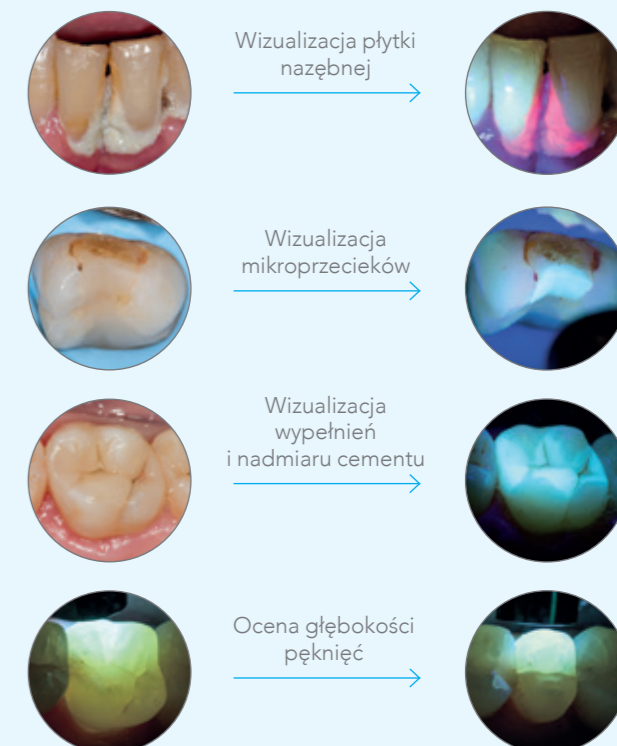 Wizualizacja płytki
nazębnej
Wizualizacja
mikroprzecieków
Wizualizacja
wypełnień
i nadmiaru cementu
Ocena głębokości
pęknięć